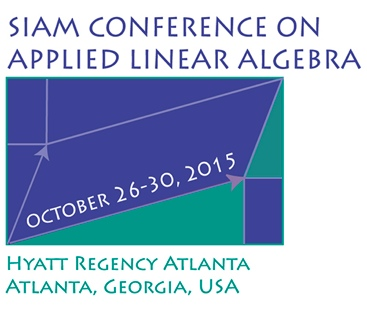 SIAM CONFERENCE ON
APPLIED LINEAR ALGEBRA
OCTOBER 26-30, 2015
HYATT REGENCY ATLANTA
ATLANTA, GEORGIA, USA